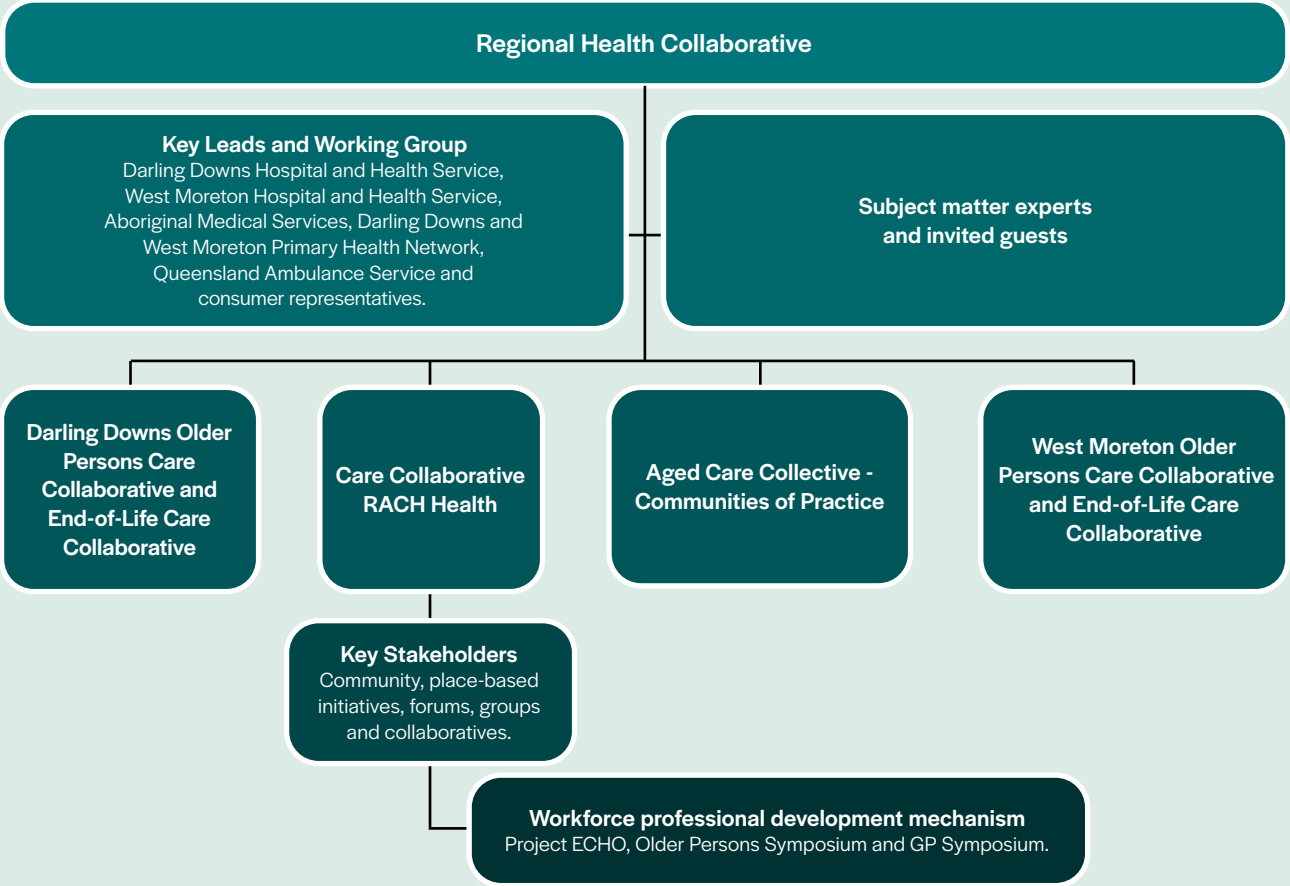 Regional Health Collaborative
Key Leads and Working Group
Darling Downs Hospital and Health Service,
West Moreton Hospital and Health Service,
Aboriginal Medical Services, Darling Downs and
West Moreton Primary Health Network,
Queensland Ambulance Service and
consumer representatives.
Subject matter experts
and invited guests
Darling Downs Older
Persons Care
Collaborative and
End-of-Life Care
Collaborative
Care Collaborative
RACH Health
Aged Care Collective -
Communities of Practice
West Moreton Older
Persons Care Collaborative
and End-of-Life Care
Collaborative
Key Stakeholders
Community, place-based
initiatives, forums, groups
and collaboratives.
Workforce professional development mechanism
Project ECHO, Older Persons Symposium and GP Symposium.